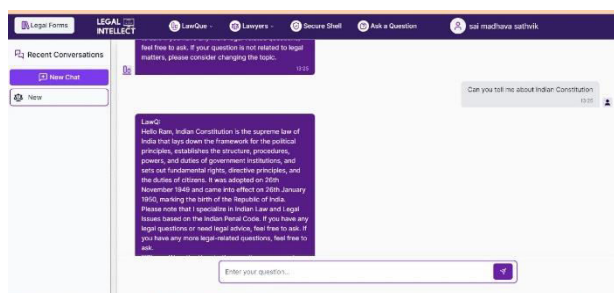 Legal Forms
LEGAL
INTELLECT
LawQue
Lawyers
Secure Shell
Ask a Question
sai madhava sathvik
Recent Conversations
New Chat
New
feel free to ask. If your question is not related to legal
matters, please consider changing the topic.
13:25
Can you tell me about Indian Constitution
13:25
LawQ!
Hello Ram, Indian Constitution is the supreme law of
India that lays down the framework for the political
principles, establishes the structure, procedures,
powers, and duties of government institutions, and
sets out fundamental rights, directive principles, and
the duties of citizens. It was adopted on 26th
November 1949 and came into effect on 26th January
1950, marking the birth of the Republic of India.
Please note that I specialize in Indian Law and Legal
Issues based on the Indian Penal Code. If you have any
legal questions or need legal advice, feel free to ask. If
you have any more legal-related questions, feel free to
ask.
Enter your question...